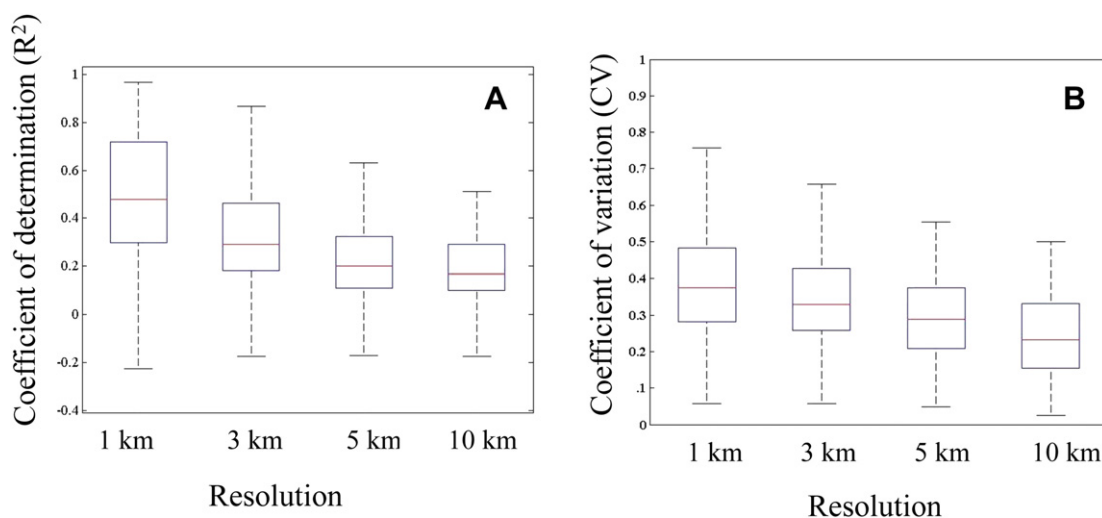 Coefficient of determination (R²)
1
0.8
0.6
0.4
0.2
0
-0.2
-0.4
A
1 km 3 km 5 km 10 km
Resolution
Coefficient of variation (CV)
1
0.9
0.8
0.7
0.6
0.5
0.4
0.3
0.2
.1
0
B
1 km 3 km 5 km 10 km
Resolution